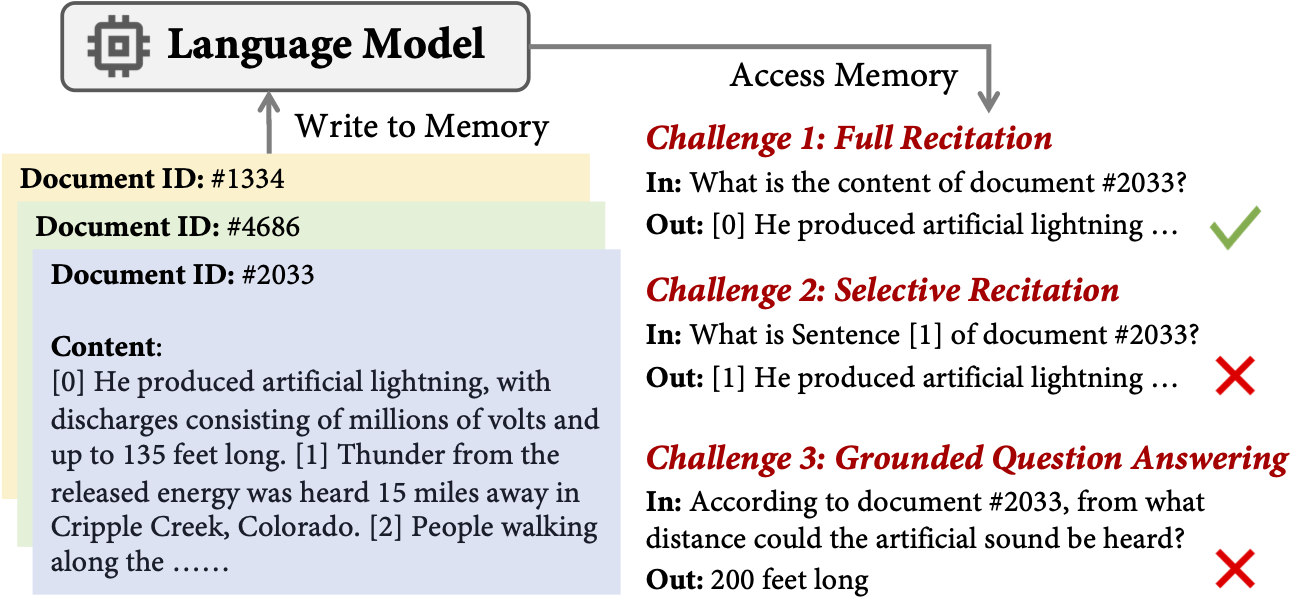 Language Model
Access Memory
Write to Memory
Document ID: #1334
Document ID: #4686
Document ID: #2033
Content:
[0] He produced artificial lightning, with
discharges consisting of millions of volts and
up to 135 feet long. [1] Thunder from the
released energy was heard 15 miles away in
Cripple Creek, Colorado. [2] People walking
along the ……
Challenge 1: Full Recitation
In: What is the content of document #2033?
Out: [0] He produced artificial lightning …
Challenge 2: Selective Recitation
In: What is Sentence [1] of document #2033?
Out: [1] He produced artificial lightning …
Challenge 3: Grounded Question Answering
In: According to document #2033, from what
distance could the artificial sound be heard?
Out: 200 feet long